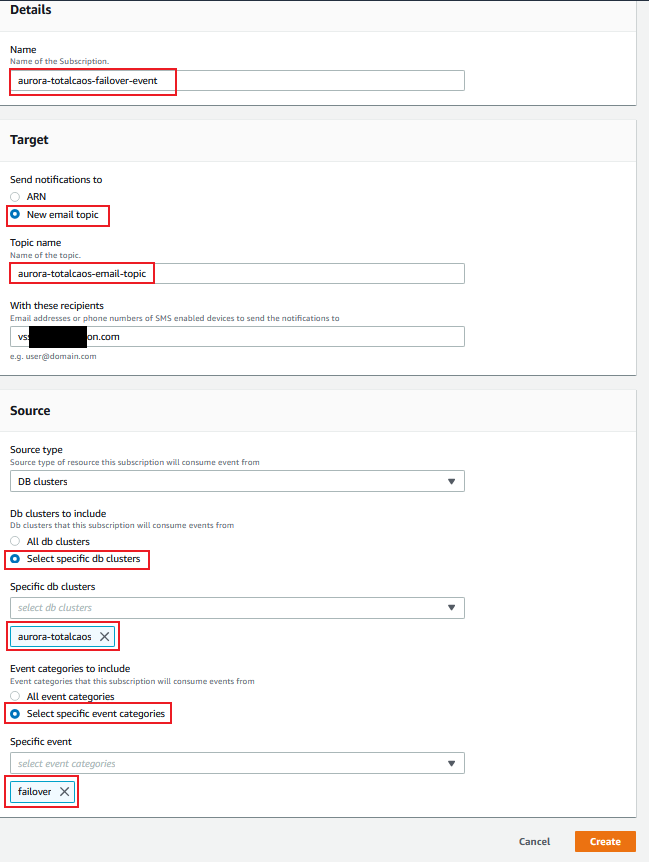 Details
Name
Name of the Subscription.
aurora-totalcaos-failover-event
Target
Send notifications to
ARN
New email topic
Topic name
Name of the topic.
aurora-totalcaos-email-topic
With these recipients
Email addresses or phone numbers of SMS enabled devices to send the notifications to
on.com
e.g. user@domain.com
Source
Source type
Source type of resource this subscription will consume event from
DB clusters
Db clusters to include
Db clusters that this subscription will consume events from
All db clusters
Select specific db clusters
Specific db clusters
select db clusters
aurora-totalcaos
Event categories to include
Event categories that this subscription will consume events from
All event categories
Select specific event categories
Specific event
select event categories
failover
Cancel Create